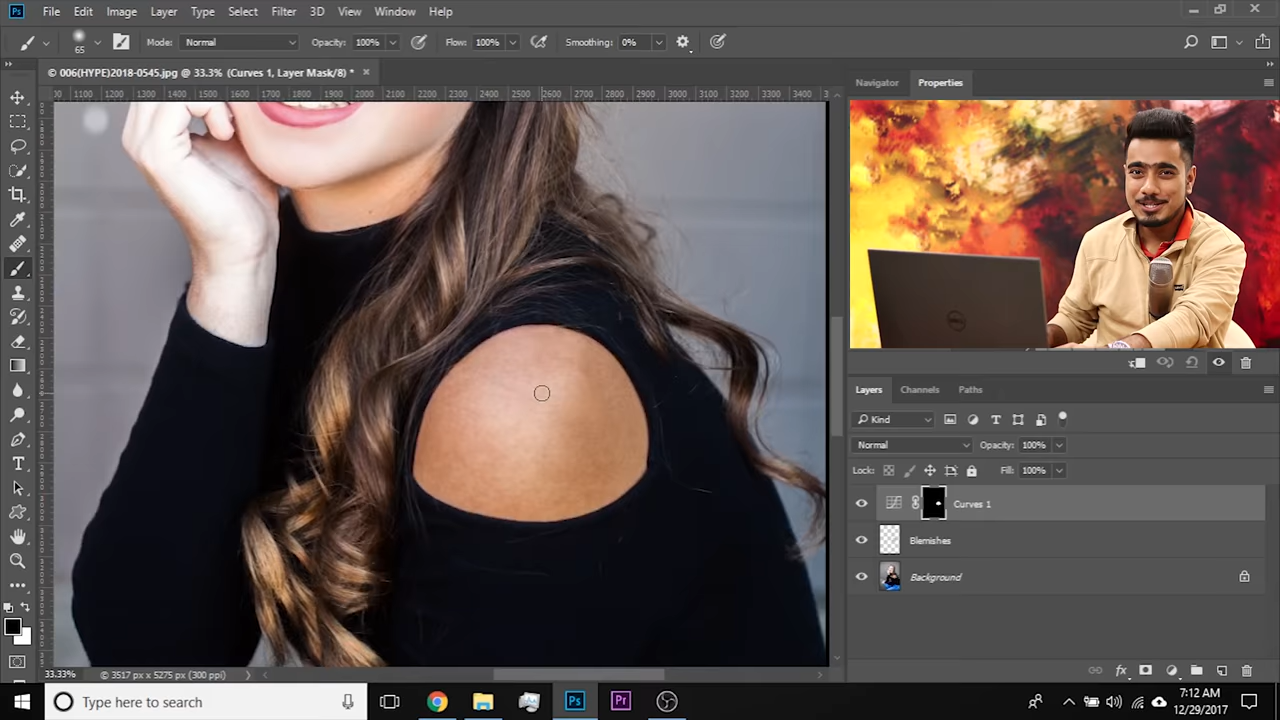 Ps File Edit Image Layer Type Select Filter 3D View Window Help
65 Mode: Normal Opacity: 100% Flow: 100% Smoothing: 0%
© 006(HYPE)2018-0545.jpg @ 33.3% (Curves 1, Layer Mask/8) * ×
1100 1200 1300 1400 1500 1600 1700 1800 1900 2000 2100 2200 2300 2400 2500 2600 2700 2800 2900 3000 3100 3200 3300 3400
Navigator Properties
Layers Channels Paths
Kind
Normal Opacity: 100%
Lock: Fill: 100%
Curves 1
Blemishes
Background
33.33% © 3517 px x 5275 px (300 ppi)
Type here to search
Ps Pr
7:12 AM
12/29/2017